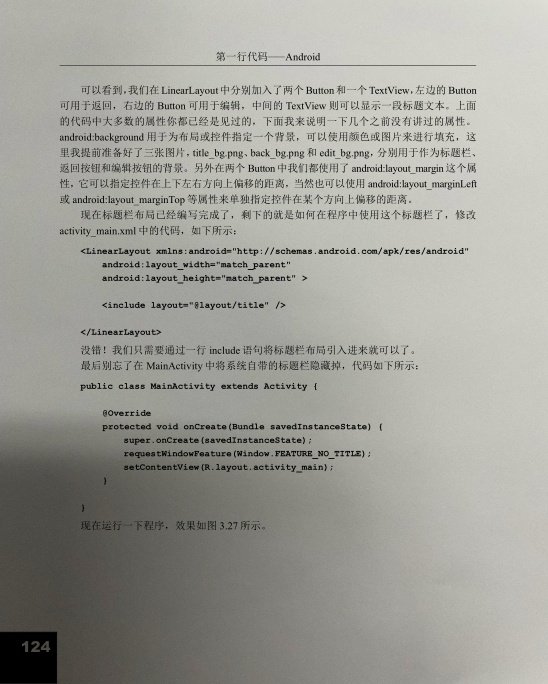 第一行代码——Android
可以看到，我们在 LinearLayout 中分别加入了两个 Button 和一个 TextView，左边的 Button
可用于返回，右边的 Button 可用于编辑，中间的 TextView 则可以显示一段标题文本。上面
的代码中大多数的属性你都已经是见过的，下面我来说明一下几个之前没有讲过的属性。
android:background 用于为布局或控件指定一个背景，可以使用颜色或图片来进行填充，这
里我提前准备好了三张图片，title_bg.png、back_bg.png 和 edit_bg.png，分别用于作为标题栏、
返回按钮和编辑按钮的背景。另外在两个 Button 中我们都使用了 android:layout_margin 这个属
性，它可以指定控件在上下左右方向上偏移的距离，当然也可以使用 android:layout_marginLeft
或 android:layout_marginTop 等属性来单独指定控件在某个方向上偏移的距离。
现在标题栏布局已经编写完成了，剩下的就是如何在程序中使用这个标题栏了，修改
activity_main.xml 中的代码，如下所示：
<LinearLayout xmlns:android="http://schemas.android.com/apk/res/android"
android:layout_width="match_parent"
android:layout_height="match_parent" >
<include layout="@layout/title" />
</LinearLayout>
没错！我们只需要通过一行 include 语句将标题栏布局引入进来就可以了。
最后别忘了在 MainActivity 中将系统自带的标题栏隐藏掉，代码如下所示：
public class MainActivity extends Activity {
@Override
protected void onCreate(Bundle savedInstanceState) {
super.onCreate(savedInstanceState);
requestWindowFeature(Window.FEATURE_NO_TITLE);
setContentView(R.layout.activity_main);
}
}
现在运行一下程序，效果如图 3.27 所示。
124